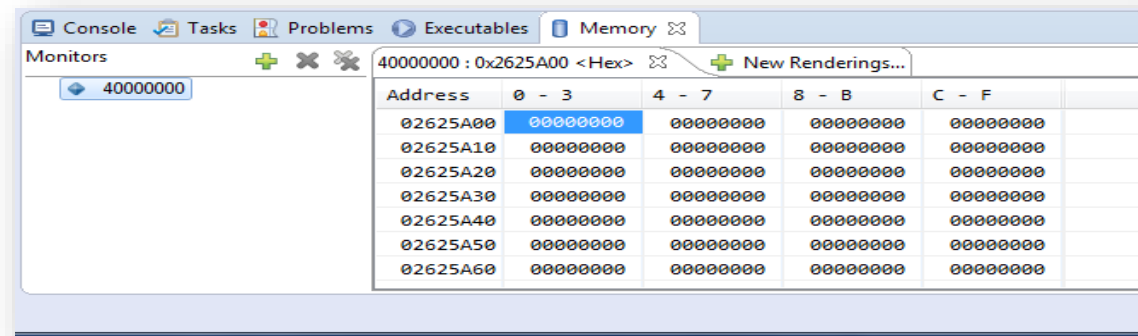 Console Tasks Problems Executables Memory
Monitors
40000000 : 0x2625A00 <Hex> New Renderings...
40000000
Address 0 - 3 4 - 7 8 - B C - F
02625A00 00000000 00000000 00000000 00000000
02625A10 00000000 00000000 00000000 00000000
02625A20 00000000 00000000 00000000 00000000
02625A30 00000000 00000000 00000000 00000000
02625A40 00000000 00000000 00000000 00000000
02625A50 00000000 00000000 00000000 00000000
02625A60 00000000 00000000 00000000 00000000